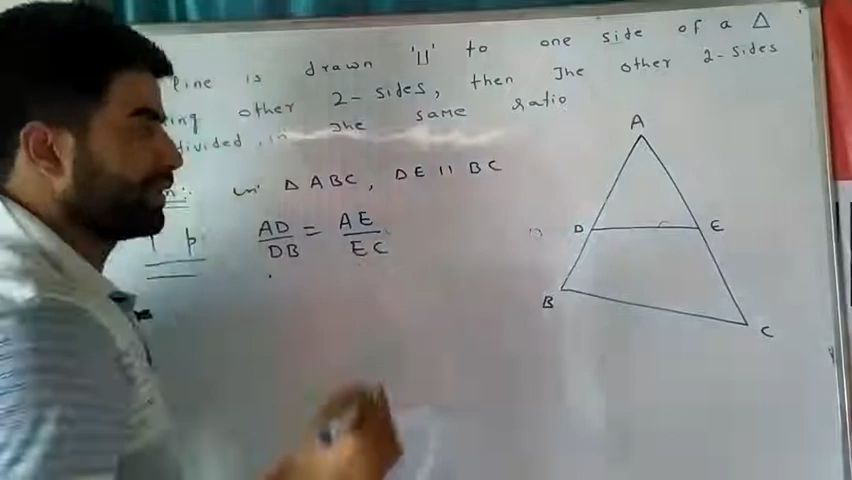 line is drawn '||' to one side of a △
other 2-sides, then the other 2-sides
divided in the same ratio
in △ABC, DE || BC
AD/DB = AE/EC
A
D E
B
C